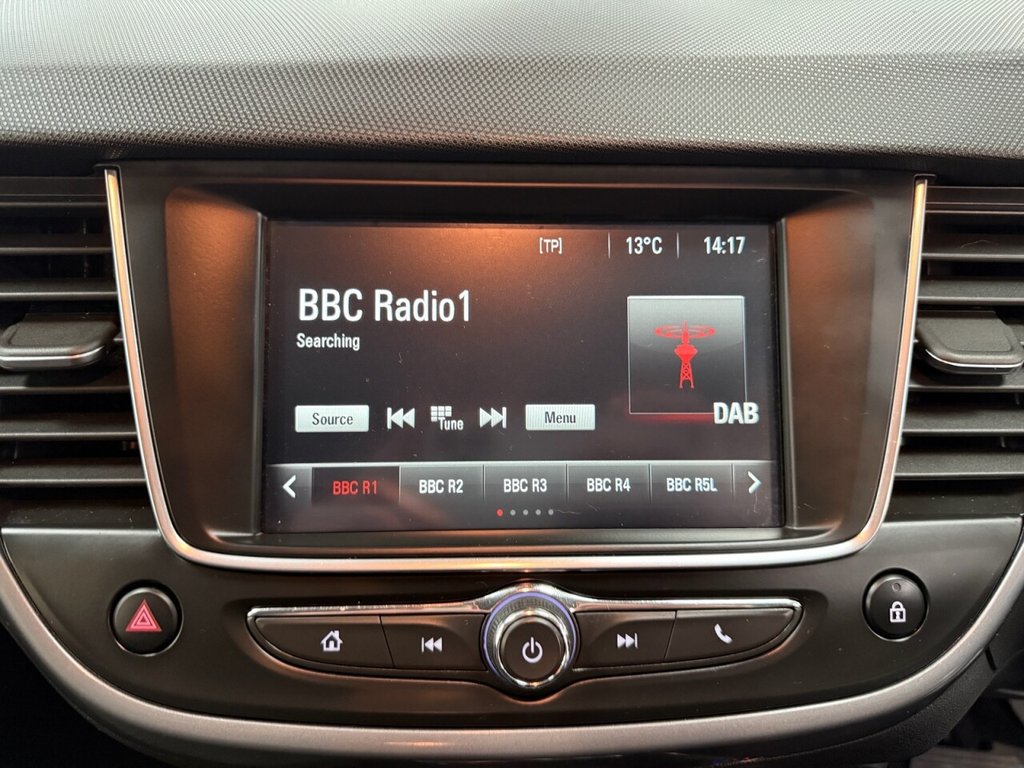 [TP] 13°C 14:17
BBC Radio1
Searching
DAB
Source Tune Menu
BBC R1 BBC R2 BBC R3 BBC R4 BBC R5L